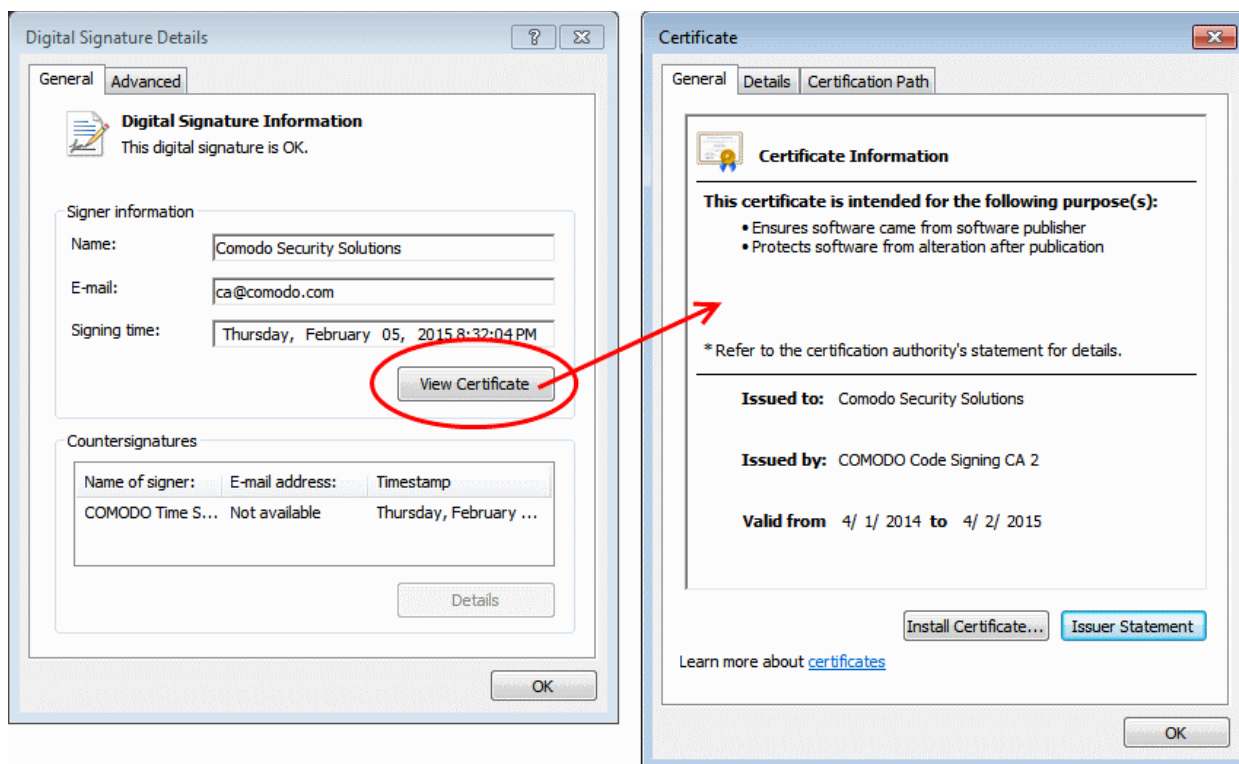 Digital Signature Details
General
Advanced
Digital Signature Information
This digital signature is OK.
Signer information
Name:
Comodo Security Solutions
E-mail:
ca@comodo.com
Signing time:
Thursday, February 05, 2015 8:32:04 PM
View Certificate
Countersignatures
Name of signer: E-mail address: Timestamp
COMODO Time S... Not available Thursday, February ...
Details
OK
Certificate
General
Details
Certification Path
Certificate Information
This certificate is intended for the following purpose(s):
• Ensures software came from software publisher
• Protects software from alteration after publication
* Refer to the certification authority's statement for details.
Issued to: Comodo Security Solutions
Issued by: COMODO Code Signing CA 2
Valid from 4/ 1/ 2014 to 4/ 2/ 2015
Install Certificate...
Issuer Statement
Learn more about certificates
OK